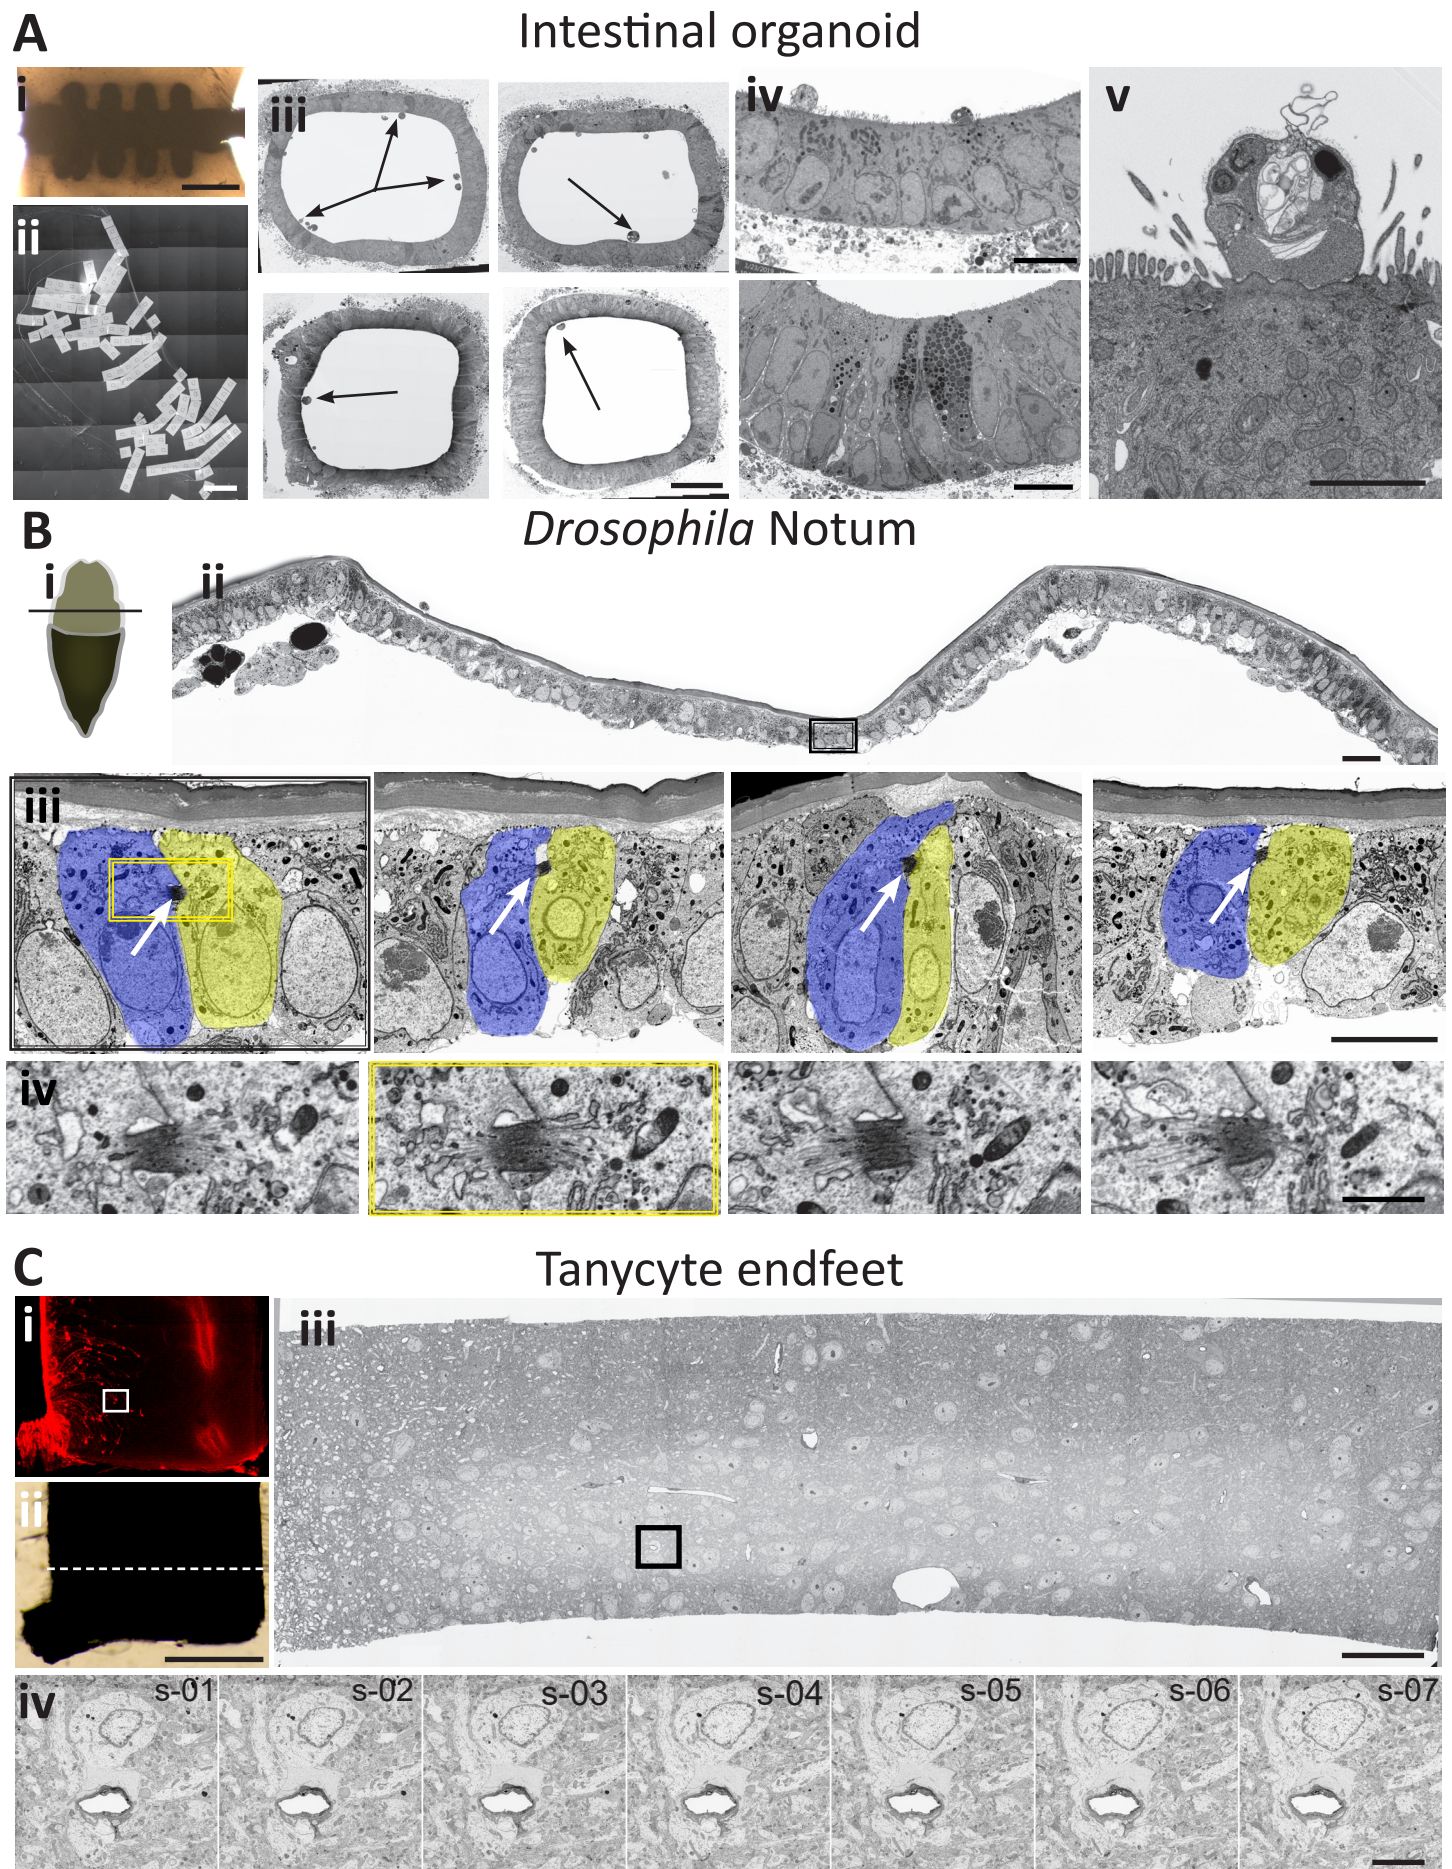 A
Intestinal organoid
i
ii
iii
iv
v
B
Drosophila Notum
i
ii
iii
iv
C
Tanycyte endfeet
i
ii
iii
iv
s-01
s-02
s-03
s-04
s-05
s-06
s-07